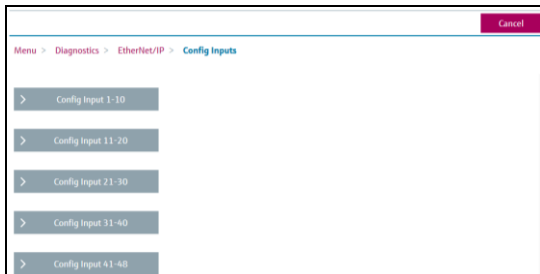 Cancel
Menu > Diagnostics > EtherNet/IP > Config Inputs
> Config Input 1-10
> Config Input 11-20
> Config Input 21-30
> Config Input 31-40
> Config Input 41-48